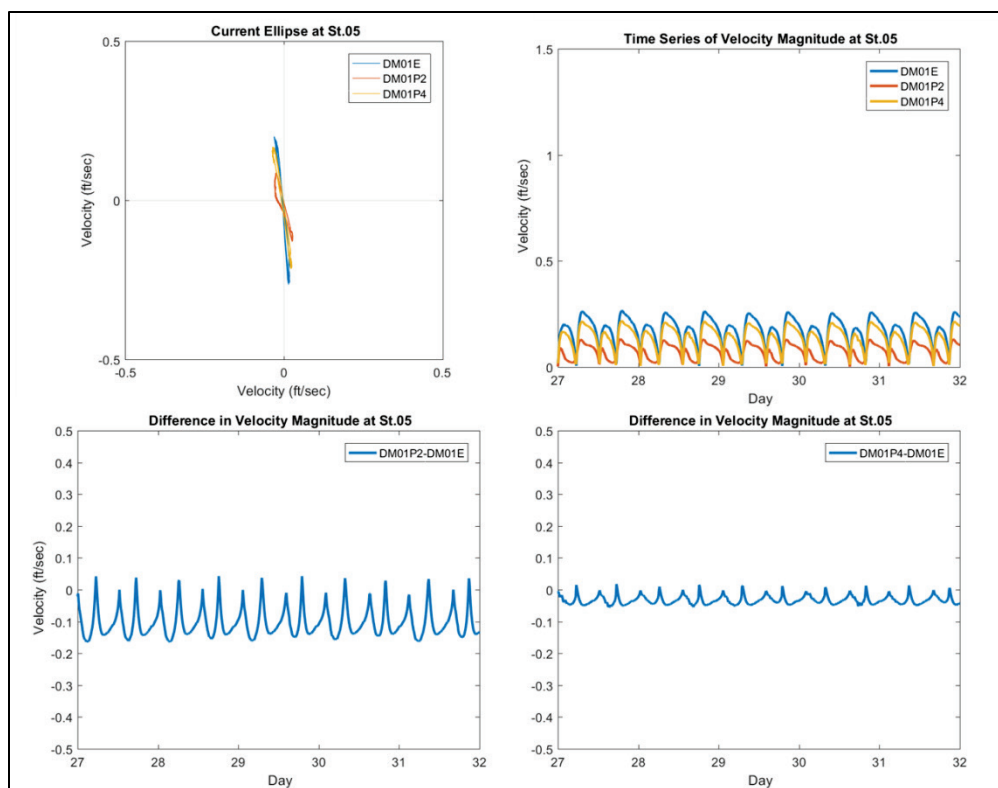 Current Ellipse at St.05
0.5
DM01E
DM01P2
DM01P4
Velocity (ft/sec)
0
-0.5
-0.5
0
0.5
Velocity (ft/sec)
Time Series of Velocity Magnitude at St.05
1.5
DM01E
DM01P2
DM01P4
1
Velocity (ft/sec)
0.5
0
27
28
29
30
31
32
Day
Difference in Velocity Magnitude at St.05
0.5
DM01P2-DM01E
0.4
0.3
0.2
0.1
0
Velocity (ft/sec)
-0.1
-0.2
-0.3
-0.4
-0.5
27
28
29
30
31
32
Day
Difference in Velocity Magnitude at St.05
0.5
DM01P4-DM01E
0.4
0.3
0.2
0.1
0
-0.1
-0.2
-0.3
-0.4
-0.5
27
28
29
30
31
32
Day